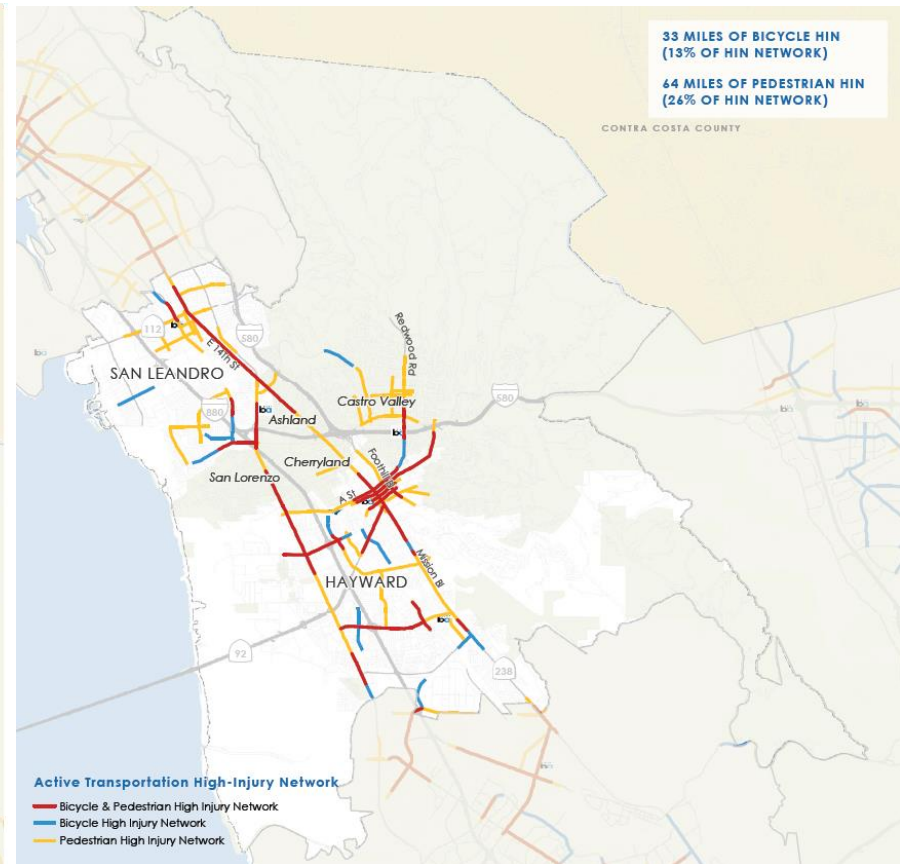 33 MILES OF BICYCLE HIN
(13% OF HIN NETWORK)
64 MILES OF PEDESTRIAN HIN
(26% OF HIN NETWORK)
CONTRA COSTA COUNTY
Redwood Rd
112
580
E 14th St
SAN LEANDRO
580
Castro Valley
880
Ashland
Cherryland
Foothill
San Lorenzo
A St
Mission Bl
HAYWARD
92
238
Active Transportation High-Injury Network
Bicycle & Pedestrian High Injury Network
Bicycle High Injury Network
Pedestrian High Injury Network